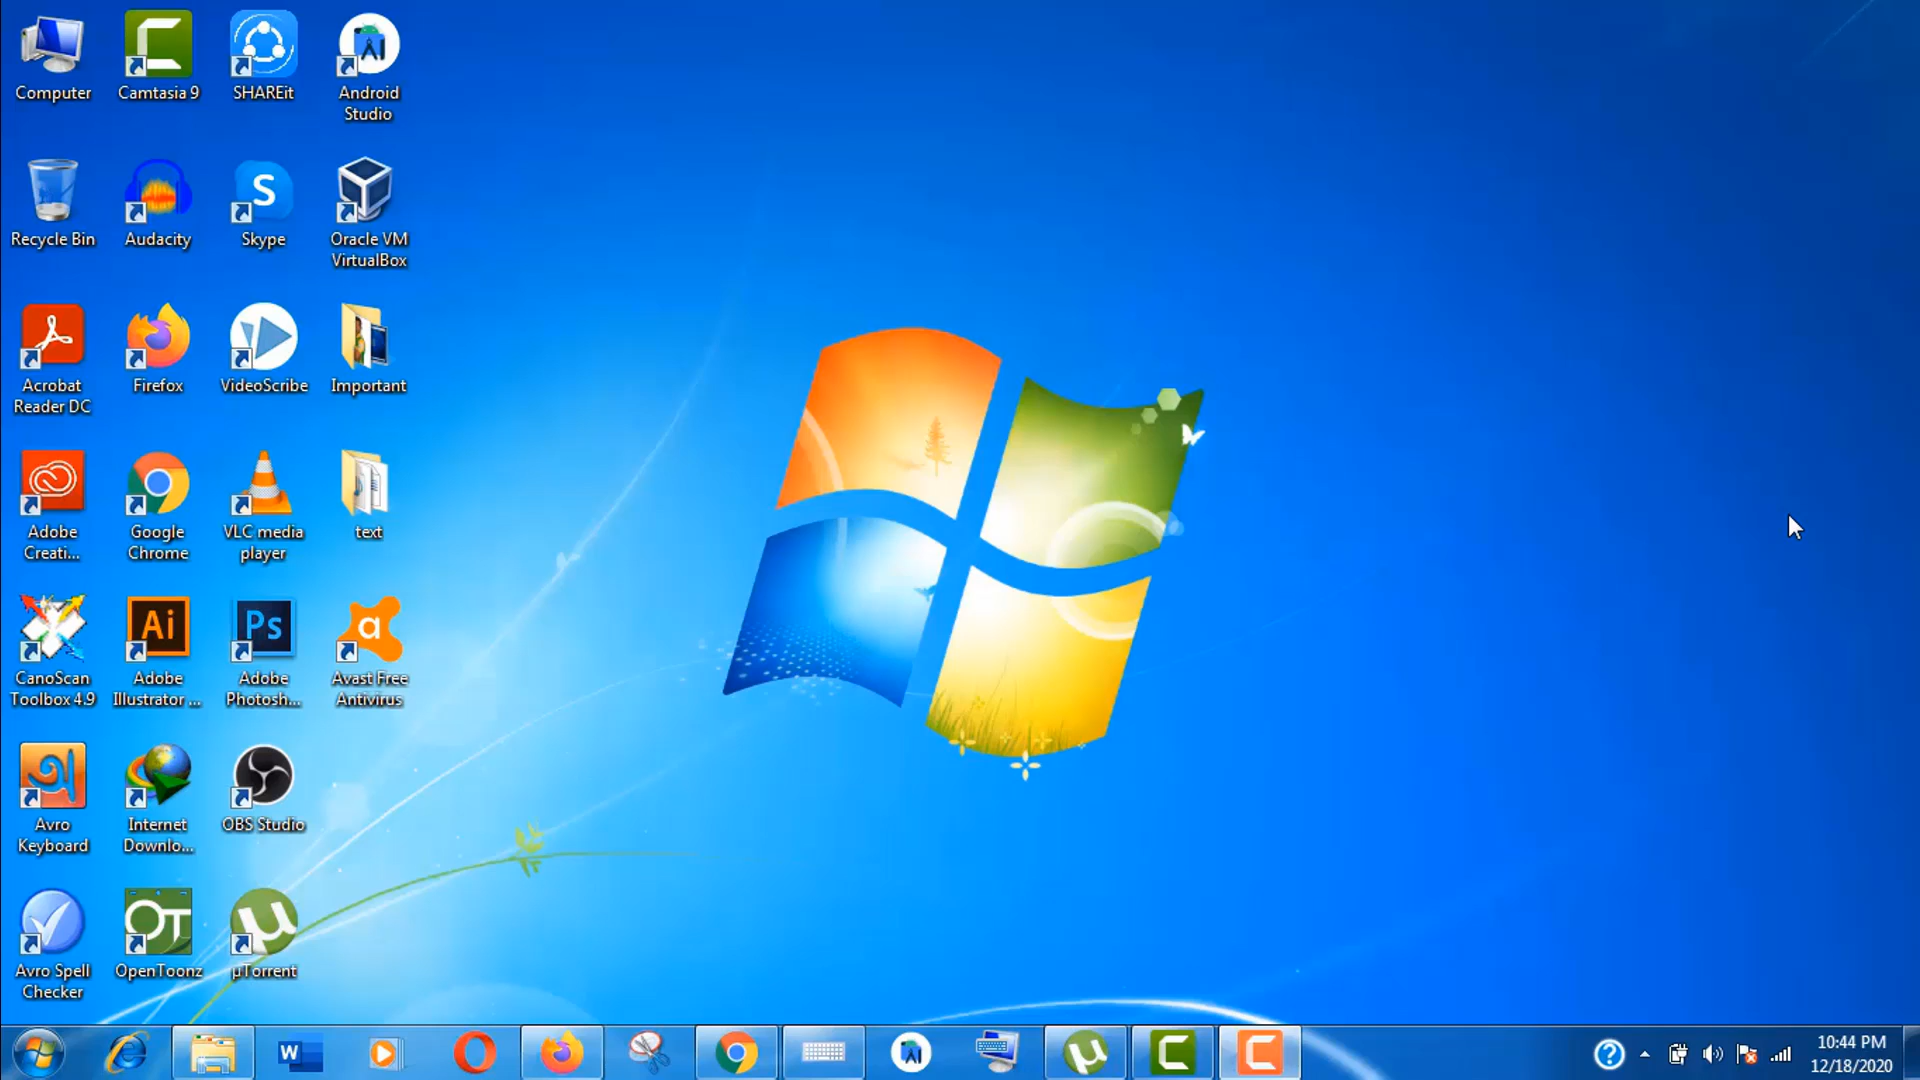 Computer
Camtasia 9
SHAREit
Android
Studio
Recycle Bin
Audacity
S
Skype
Oracle VM
VirtualBox
Acrobat
Reader DC
Firefox
VideoScribe
Important
Adobe
Creati...
Google
Chrome
VLC media
player
text
CanoScan
Toolbox 4.9
Ai
Adobe
Illustrator ...
Ps
Adobe
Photosh...
a
Avast Free
Antivirus
Avro
Keyboard
Internet
Downlo...
OBS Studio
Avro Spell
Checker
OT
OpenToonz
µ
µTorrent
W
µ
C
C
?
10:44 PM
12/18/2020